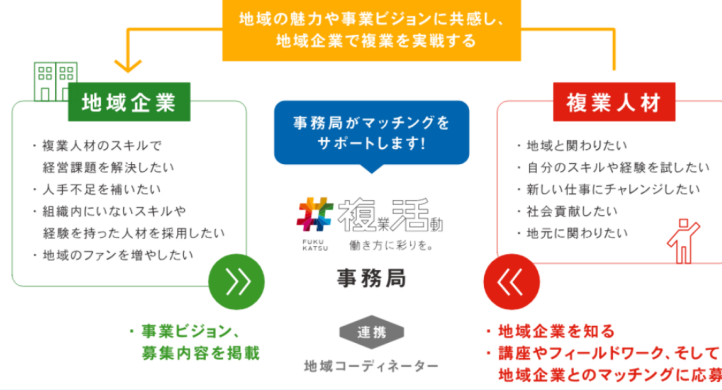 地域の魅力や事業ビジョンに共感し、
地域企業で複業を実戦する
地域企業
・複業人材のスキルで
経営課題を解決したい
・人手不足を補いたい
・組織内にいないスキルや
経験を持った人材を採用したい
・地域のファンを増やしたい
・事業ビジョン、
募集内容を掲載
事務局がマッチングを
サポートします!
#複業活動
FUKU
KATSU
働き方に彩りを。
事務局
連携
地域コーディネーター
複業人材
・地域と関わりたい
・自分のスキルや経験を試したい
・新しい仕事にチャレンジしたい
・社会貢献したい
・地元に関わりたい
・地域企業を知る
・講座やフィールドワーク、そして
地域企業とのマッチングに応募